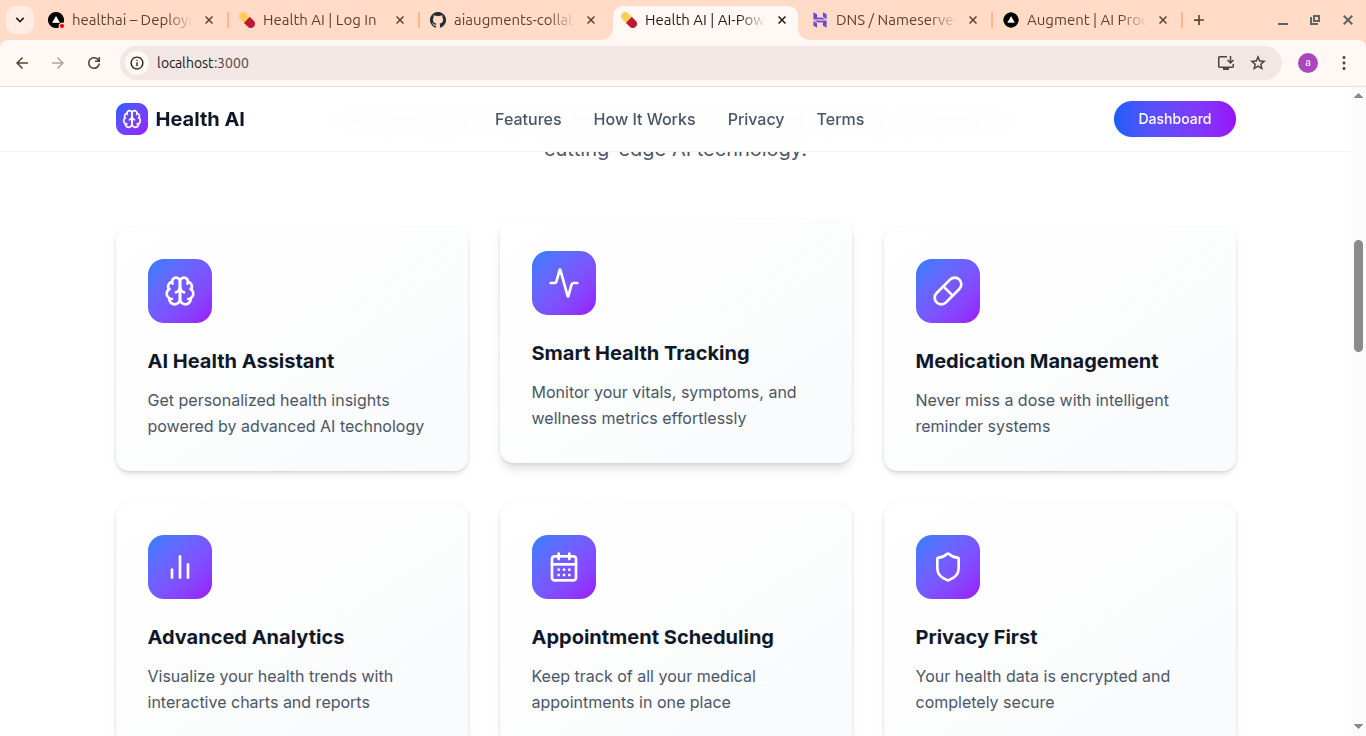 healthai – Deploy
Health AI | Log In
aiaugments-colla
Health AI | AI-Pow
DNS / Nameserve
Augment | AI Pro
localhost:3000
a
Health AI
Features
How It Works
Privacy
Terms
Dashboard
cutting-edge AI technology.
AI Health Assistant
Get personalized health insights
powered by advanced AI technology
Smart Health Tracking
Monitor your vitals, symptoms, and
wellness metrics effortlessly
Medication Management
Never miss a dose with intelligent
reminder systems
Advanced Analytics
Visualize your health trends with
interactive charts and reports
Appointment Scheduling
Keep track of all your medical
appointments in one place
Privacy First
Your health data is encrypted and
completely secure